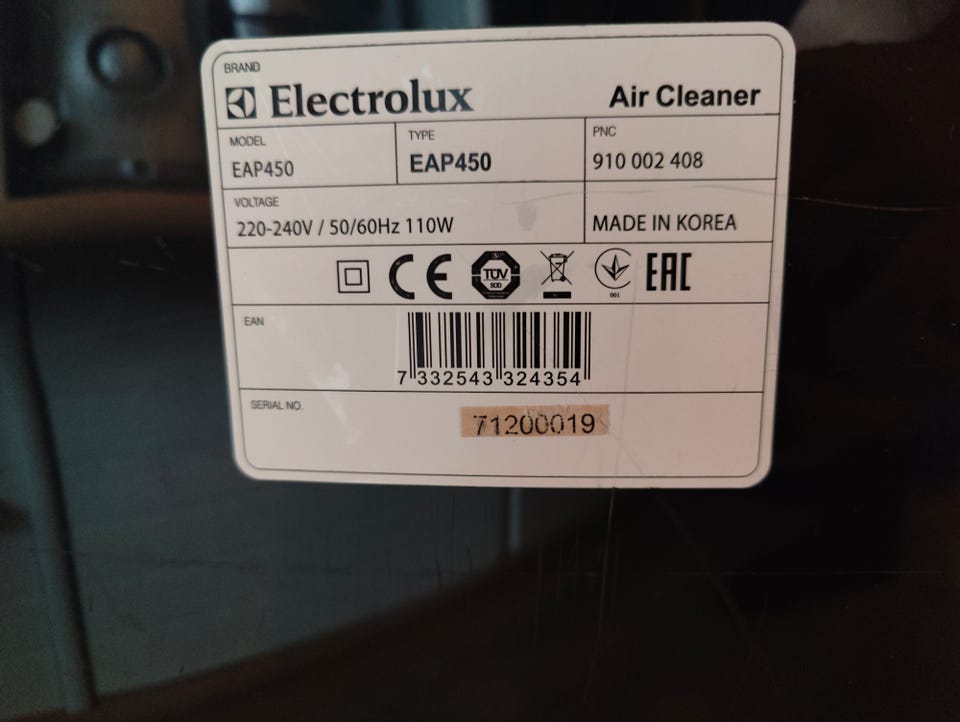 BRAND
Electrolux Air Cleaner
MODEL TYPE PNC
EAP450 EAP450 910 002 408
VOLTAGE
220-240V / 50/60Hz 110W MADE IN KOREA
CE TÜV SÜD 001 EAC
EAN
7 332543 324354
SERIAL NO.
71200019